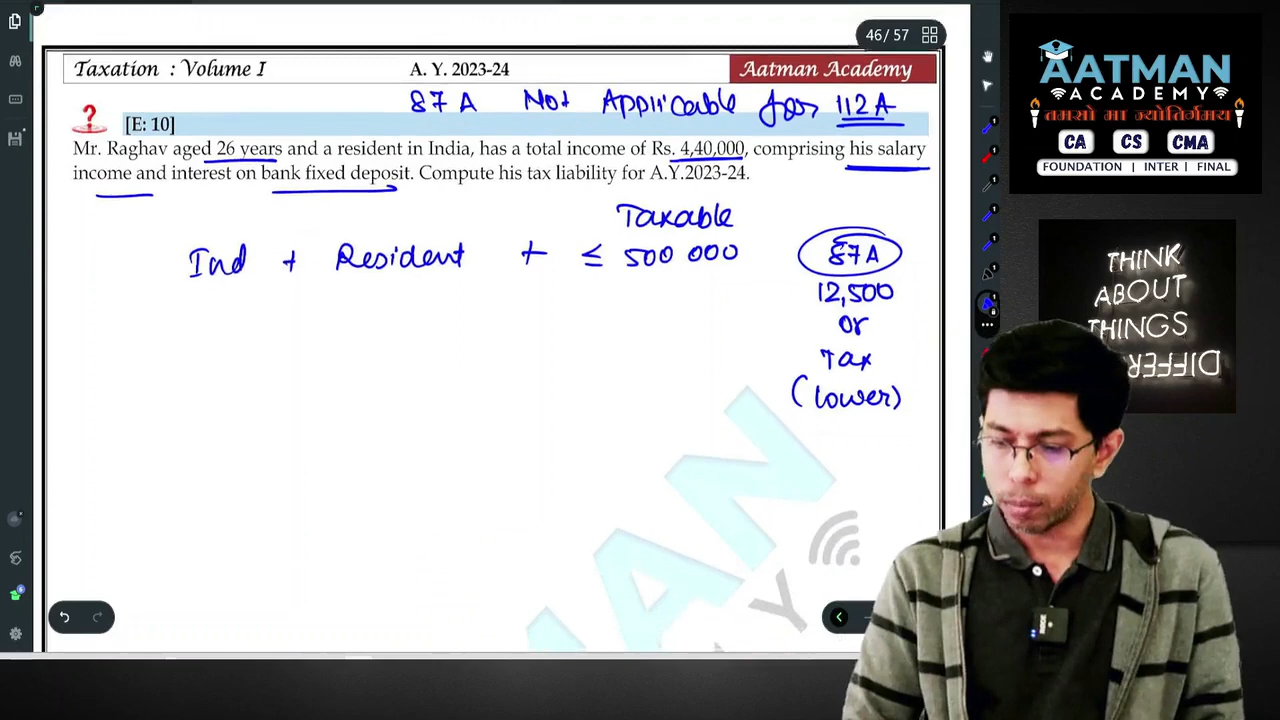 46 / 57
Taxation : Volume I
A. Y. 2023-24
Aatman Academy
87 A Not Applicable for 112 A
?
[E: 10]
Mr. Raghav aged 26 years and a resident in India, has a total income of Rs. 4,40,000, comprising his salary
income and interest on bank fixed deposit. Compute his tax liability for A.Y.2023-24.
Taxable
Ind + Resident + ≤ 500 000
87A
12,500
or
Tax
(lower)
AATMAN
ACADEMY
तमसो मा ज्योतिर्गमय
CA CS CMA
FOUNDATION | INTER | FINAL
THINK
ABOUT
THINGS